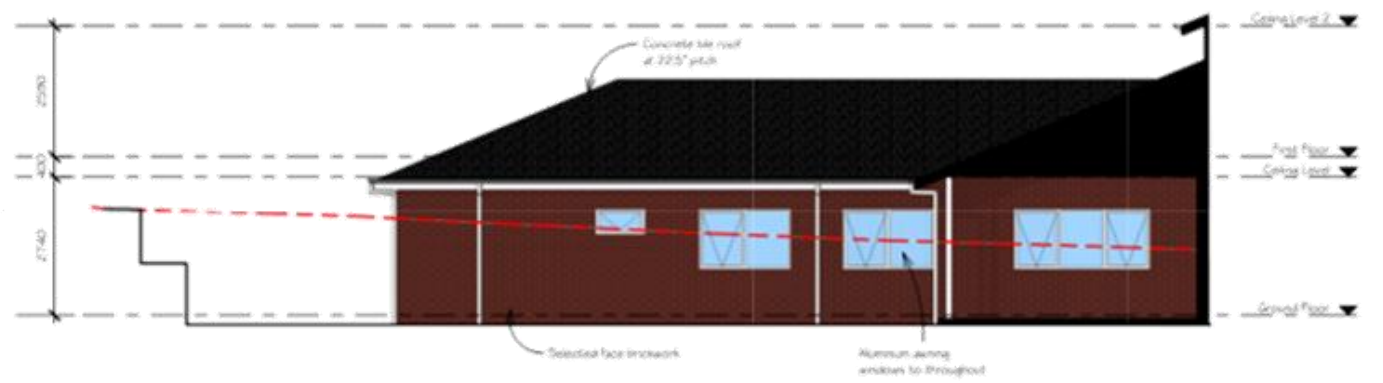 Ceiling Level 2
Concrete tile roof
at 22.5° pitch
2580
First Floor
400
Ceiling Level
2740
Ground Floor
Selected face brickwork
Aluminium awning
windows to throughout